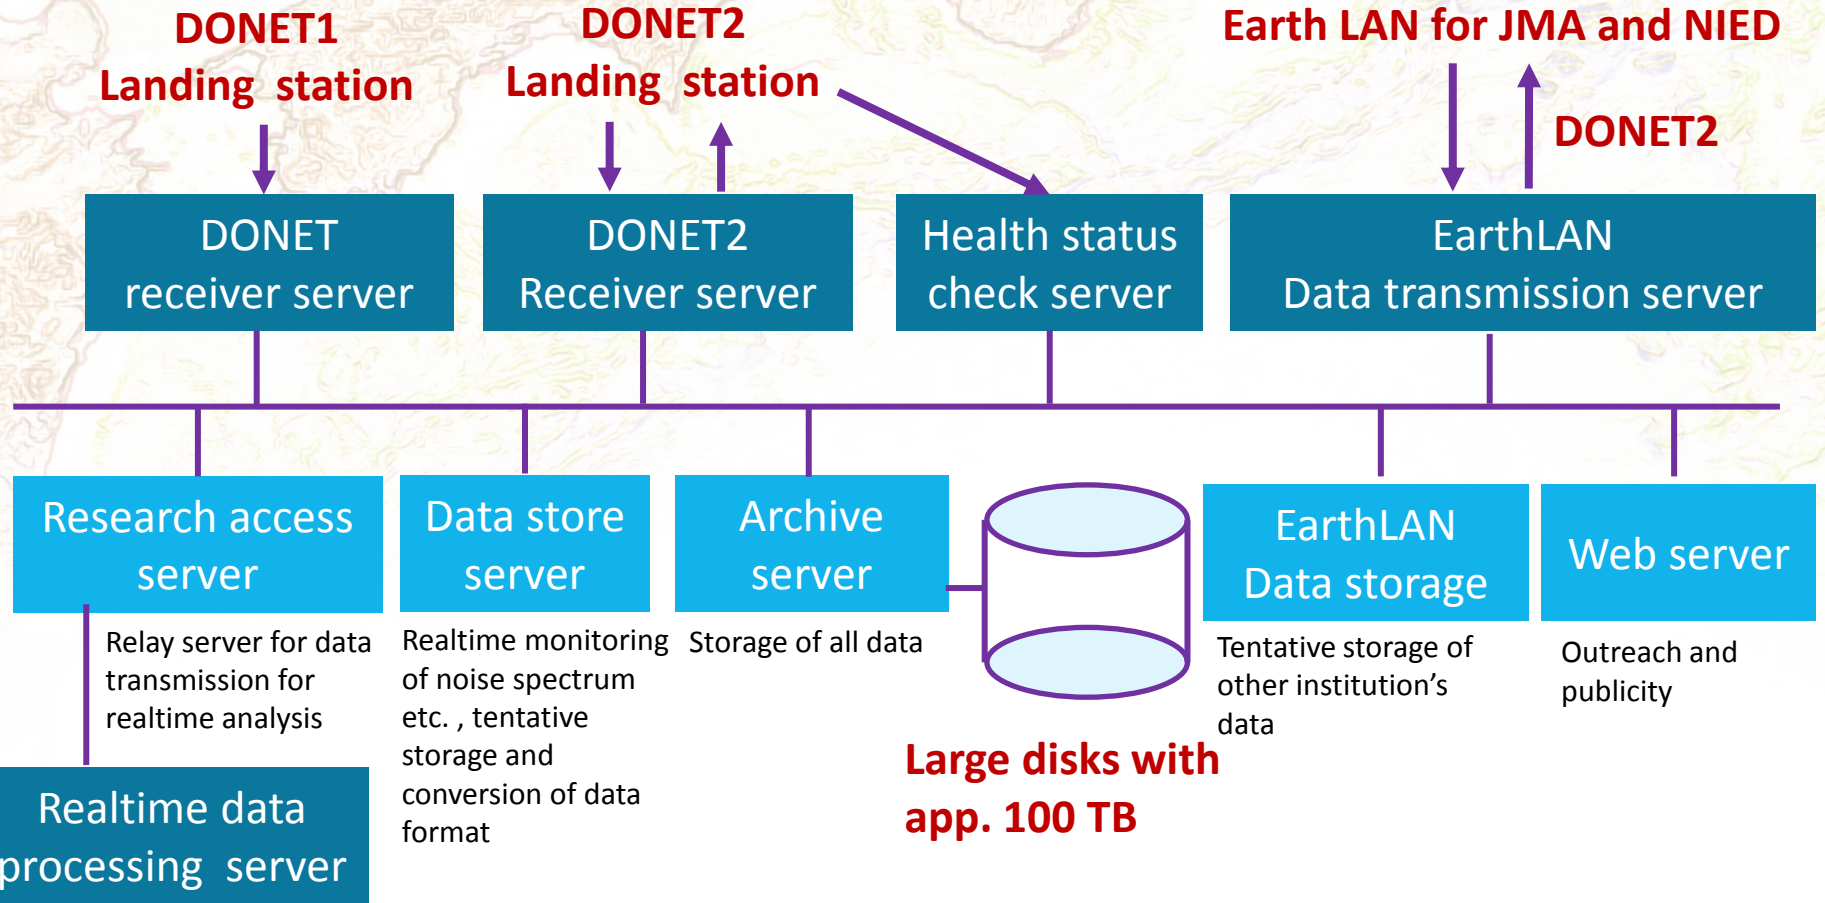 DONET1
Landing station
DONET2
Landing station
Earth LAN for JMA and NIED
DONET2
DONET
receiver server
DONET2
Receiver server
Health status
check server
EarthLAN
Data transmission server
Research access
server
Data store
server
Archive
server
EarthLAN
Data storage
Web server
Relay server for data
transmission for
realtime analysis
Realtime monitoring
of noise spectrum
etc. , tentative
storage and
conversion of data
format
Storage of all data
Tentative storage of
other institution’s
data
Outreach and
publicity
Large disks with
app. 100 TB
Realtime data
processing server